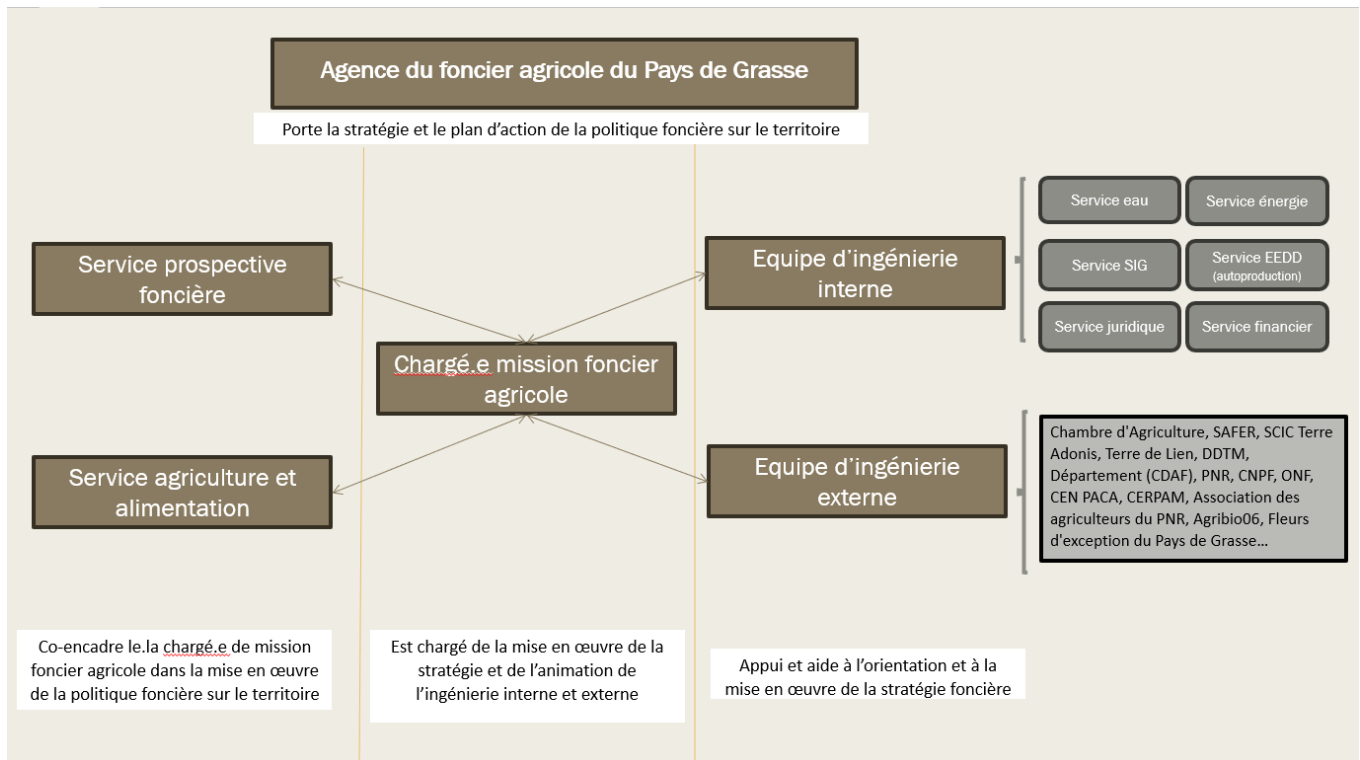 Agence du foncier agricole du Pays de Grasse
Porte la stratégie et le plan d'action de la politique foncière sur le territoire
Service prospective
foncière
Service agriculture et
alimentation
Co-encadre le.la chargé.e de mission
foncier agricole dans la mise en œuvre
de la politique foncière sur le territoire
Chargé.e mission foncier
agricole
Est chargé de la mise en œuvre de la
stratégie et de l'animation de
l'ingénierie interne et externe
Equipe d'ingénierie
interne
Service eau
Service énergie
Service SIG
Service EEDD
(autoproduction)
Service juridique
Service financier
Equipe d'ingénierie
externe
Chambre d'Agriculture, SAFER, SCIC Terre
Adonis, Terre de Lien, DDTM,
Département (CDAF), PNR, CNPF, ONF,
CEN PACA, CERPAM, Association des
agriculteurs du PNR, Agribio06, Fleurs
d'exception du Pays de Grasse…
Appui et aide à l'orientation et à la
mise en œuvre de la stratégie foncière